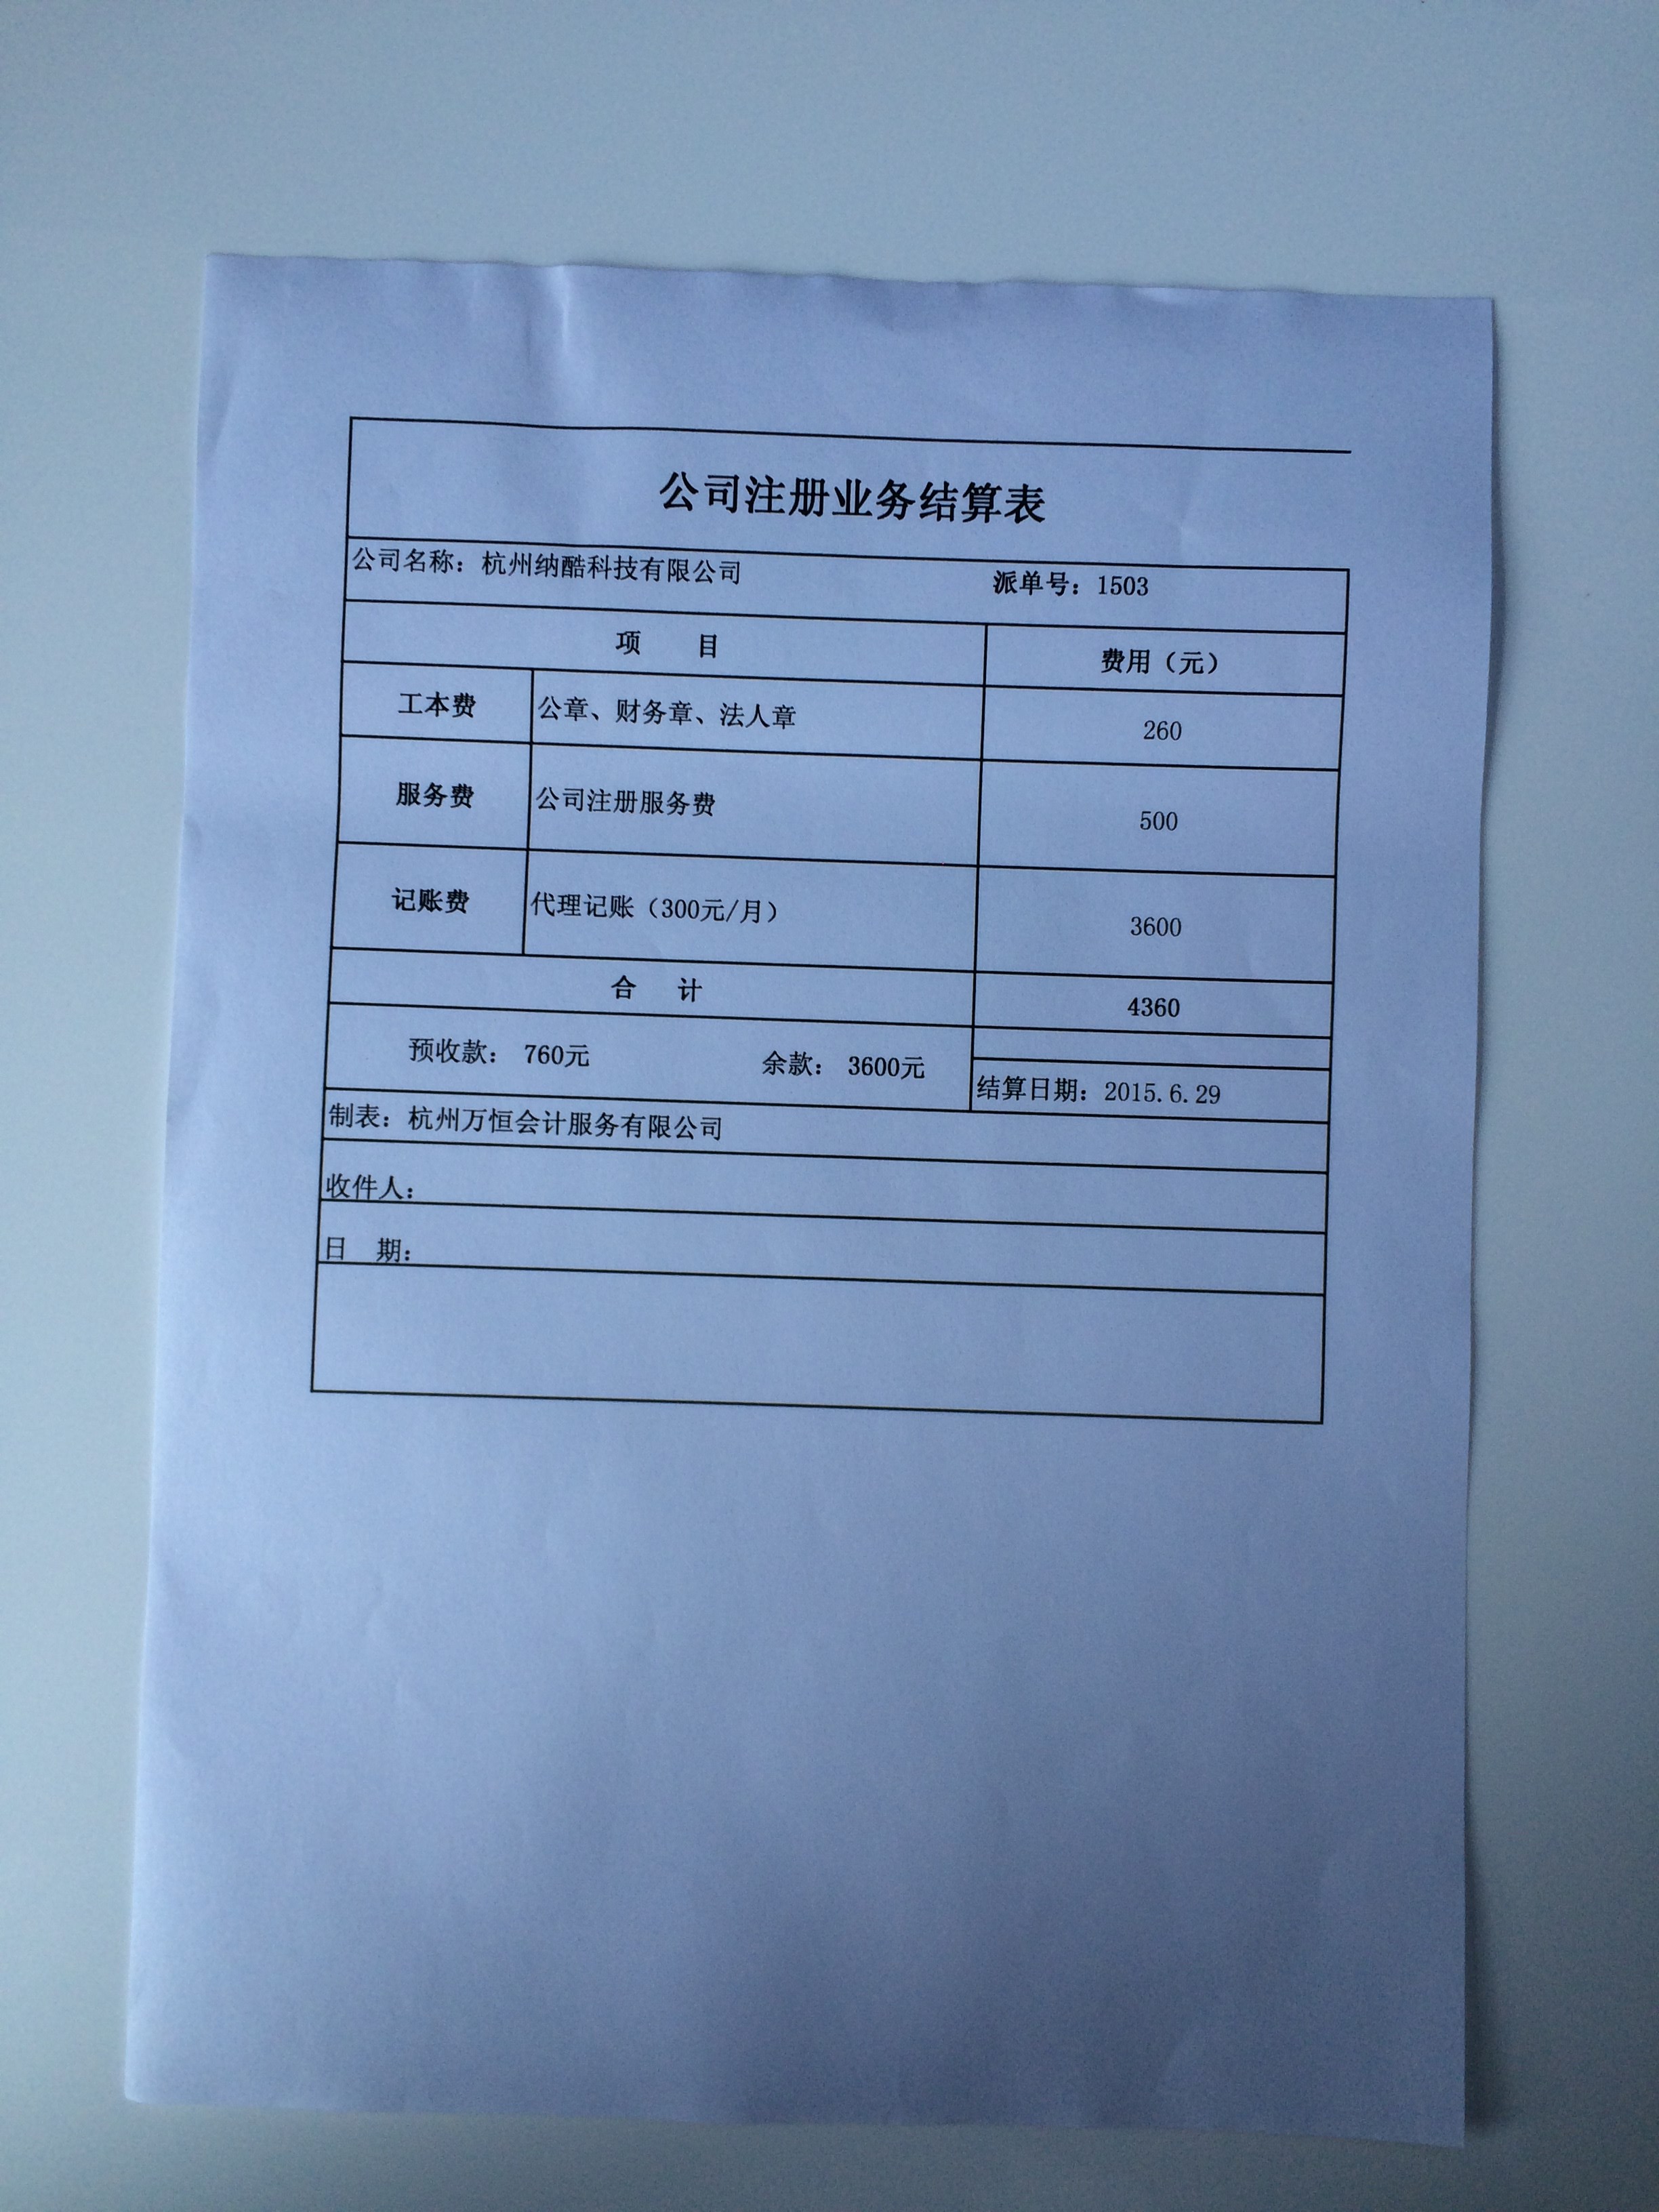 公司注册业务结算表
公司名称：杭州纳酷科技有限公司 派单号：1503
项 目 费用（元）
工本费 公章、财务章、法人章 260
服务费 公司注册服务费 500
记账费 代理记账（300元/月） 3600
合 计 4360
预收款： 760元 余款： 3600元
结算日期：2015.6.29
制表：杭州万恒会计服务有限公司
收件人：
日 期：